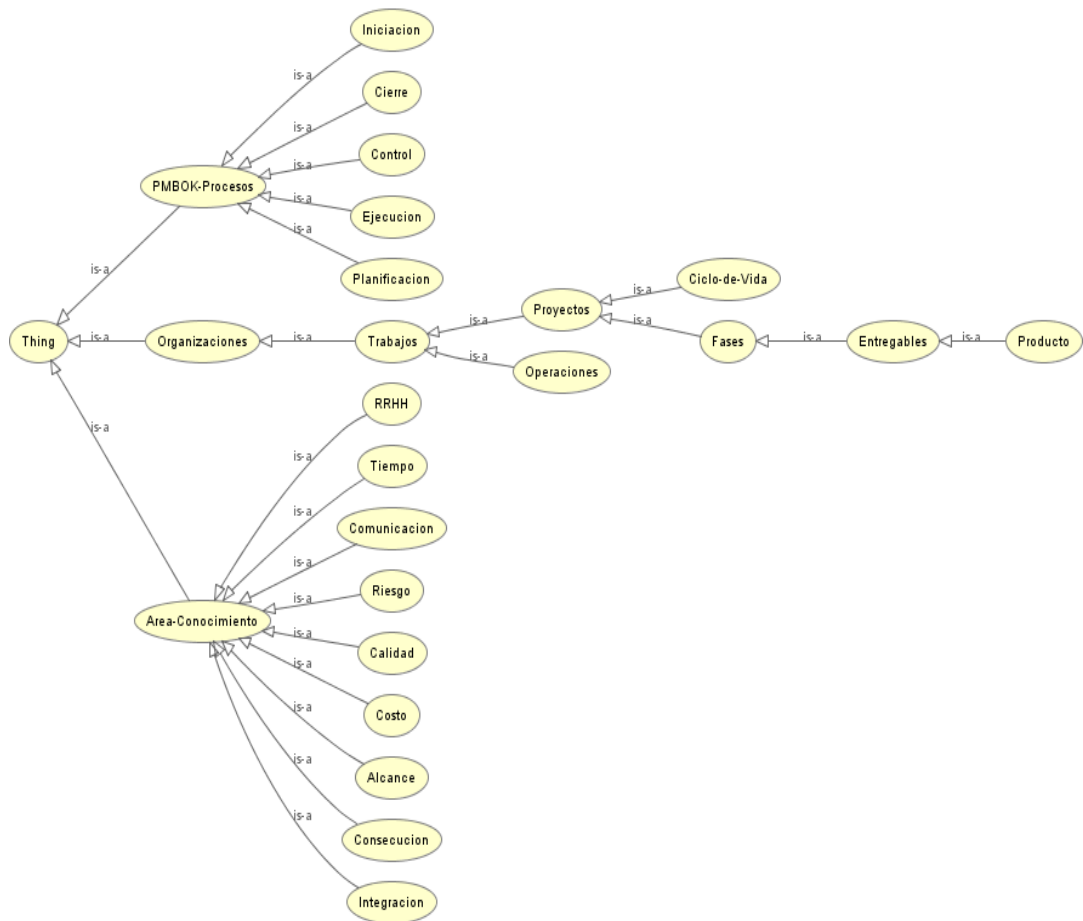 Iniciacion
is-a
Cierre
is-a
Control
is-a
PMBOK-Procesos
Ejecucion
is-a
is-a
Planificacion
is-a
Ciclo-de-Vida
is-a
Proyectos
is-a
Thing
is-a
Organizaciones
is-a
Trabajos
is-a
Fases
is-a
Entregables
is-a
Producto
is-a
Operaciones
RRHH
is-a
is-a
Tiempo
is-a
Comunicacion
is-a
Riesgo
is-a
Area-Conocimiento
Calidad
is-a
is-a
Costo
is-a
Alcance
is-a
Consecucion
is-a
Integracion